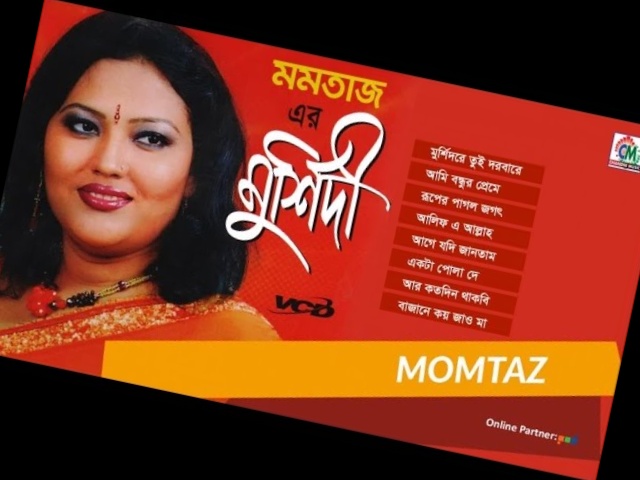 মমতাজ
এর
মুর্শিদী
মুর্শিদরে তুই দরবারে
আমি বন্ধুর প্রেমে
রূপের পাগল জগৎ
আলিফ এ আল্লাহ
আগে যদি জানতাম
একটা পোলা দে
আর কতদিন থাকবি
বাজানে কয় জাও মা
VCD
CM
MOMTAZ
Online Partner: